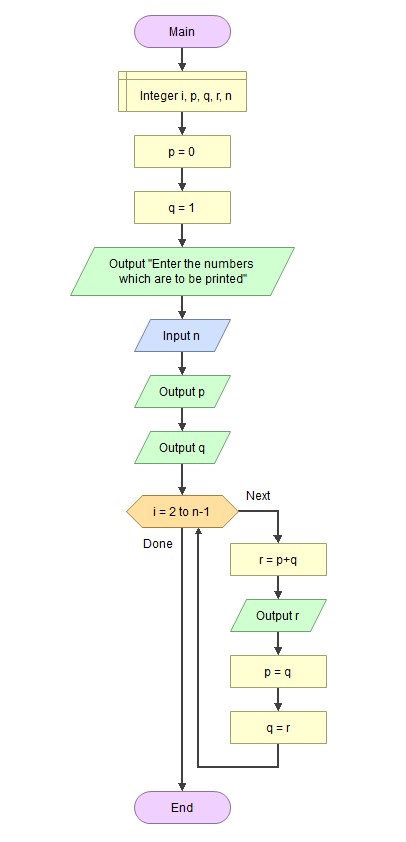 Main
Integer i, p, q, r, n
p = 0
q = 1
Output "Enter the numbers
which are to be printed"
Input n
Output p
Output q
i = 2 to n-1
Next
Done
r = p+q
Output r
p = q
q = r
End